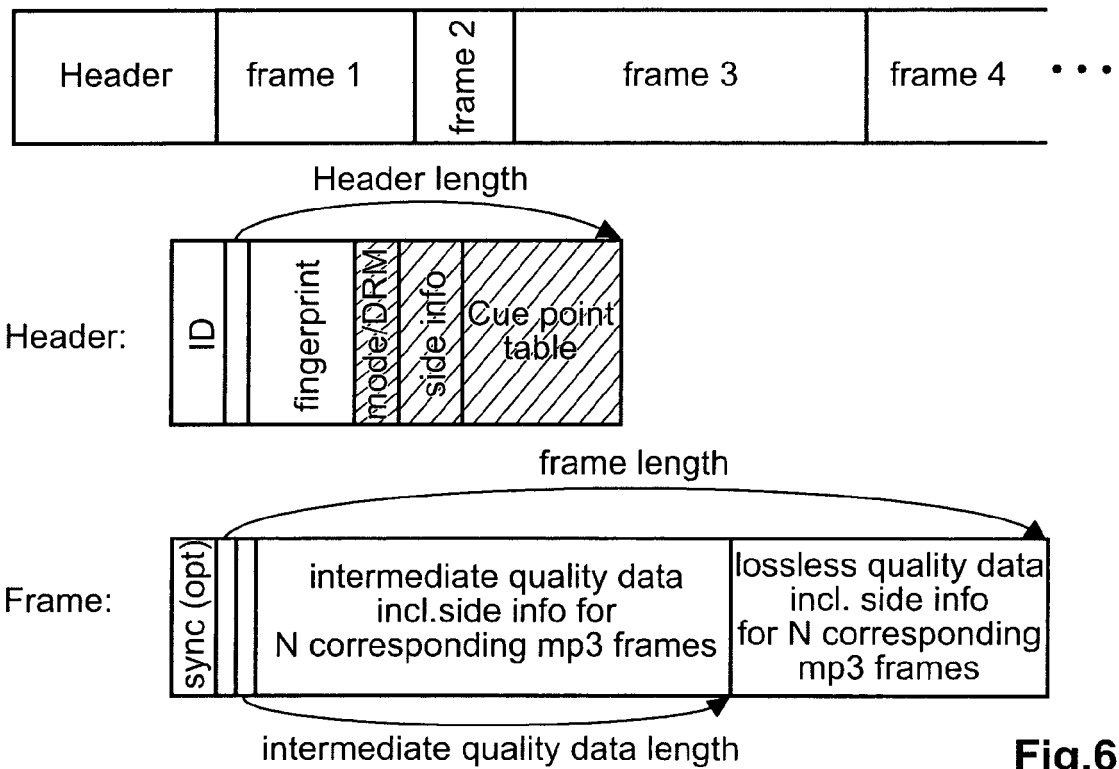 Header
frame 1
frame 2
frame 3
frame 4
• • •
Header length
Header:
ID
fingerprint
mode/DRM
side info
Cue point
table
frame length
Frame:
sync (opt)
intermediate quality data
incl.side info for
N corresponding mp3 frames
lossless quality data
incl. side info
for N corresponding
mp3 frames
intermediate quality data length
Fig.6